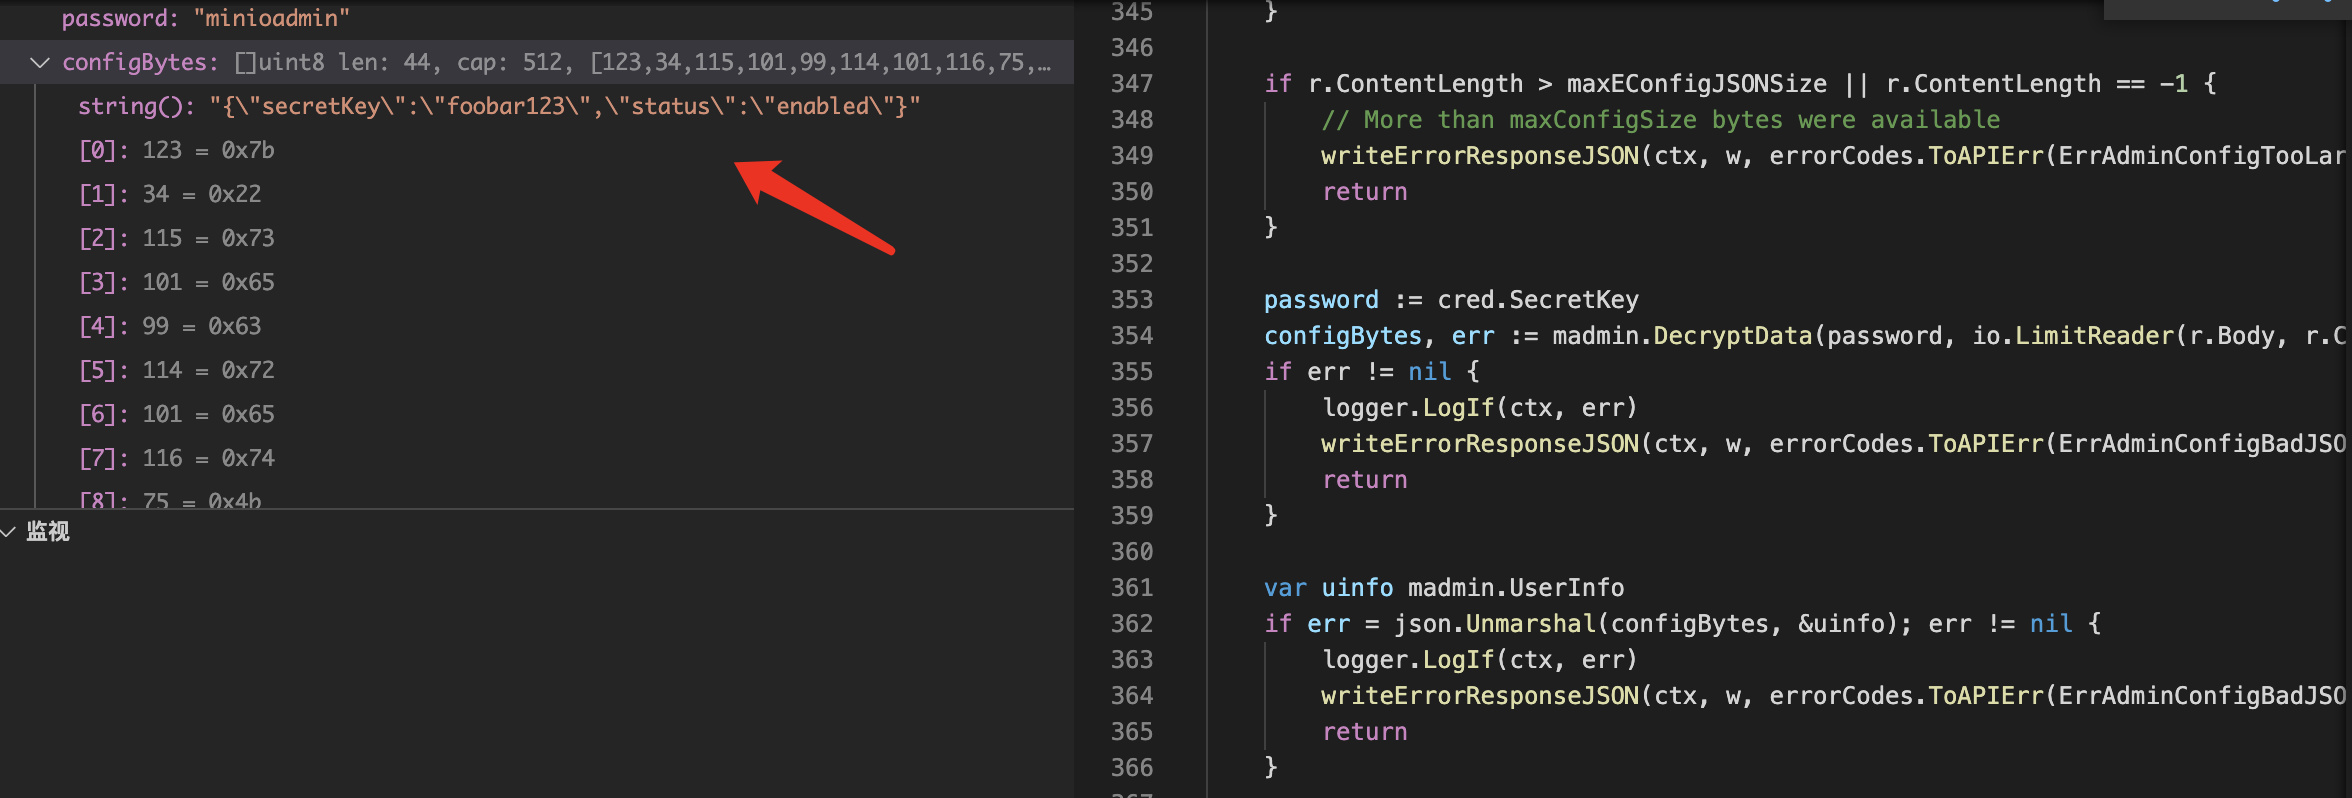 password: "minioadmin"
configBytes: []uint8 len: 44, cap: 512, [123,34,115,101,99,114,101,116,75,...
string(): "{\"secretKey\":\"foobar123\",\"status\":\"enabled\"}"
[0]: 123 = 0x7b
[1]: 34 = 0x22
[2]: 115 = 0x73
[3]: 101 = 0x65
[4]: 99 = 0x63
[5]: 114 = 0x72
[6]: 101 = 0x65
[7]: 116 = 0x74
[8]: 75 = 0x4b
监视
345 }
346
347 if r.ContentLength > maxEConfigJSONSize || r.ContentLength == -1 {
348 // More than maxConfigSize bytes were available
349 writeErrorResponseJSON(ctx, w, errorCodes.ToAPIErr(ErrAdminConfigTooLar
350 return
351 }
352
353 password := cred.SecretKey
354 configBytes, err := madmin.DecryptData(password, io.LimitReader(r.Body, r.C
355 if err != nil {
356 logger.LogIf(ctx, err)
357 writeErrorResponseJSON(ctx, w, errorCodes.ToAPIErr(ErrAdminConfigBadJSO
358 return
359 }
360
361 var uinfo madmin.UserInfo
362 if err = json.Unmarshal(configBytes, &uinfo); err != nil {
363 logger.LogIf(ctx, err)
364 writeErrorResponseJSON(ctx, w, errorCodes.ToAPIErr(ErrAdminConfigBadJSO
365 return
366 }